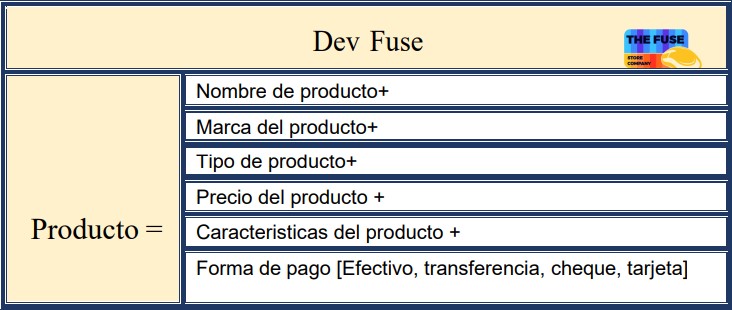 Dev Fuse
THE FUSE
STORE
COMPANY
Producto =
Nombre de producto+
Marca del producto+
Tipo de producto+
Precio del producto +
Caracteristicas del producto +
Forma de pago [Efectivo, transferencia, cheque, tarjeta]